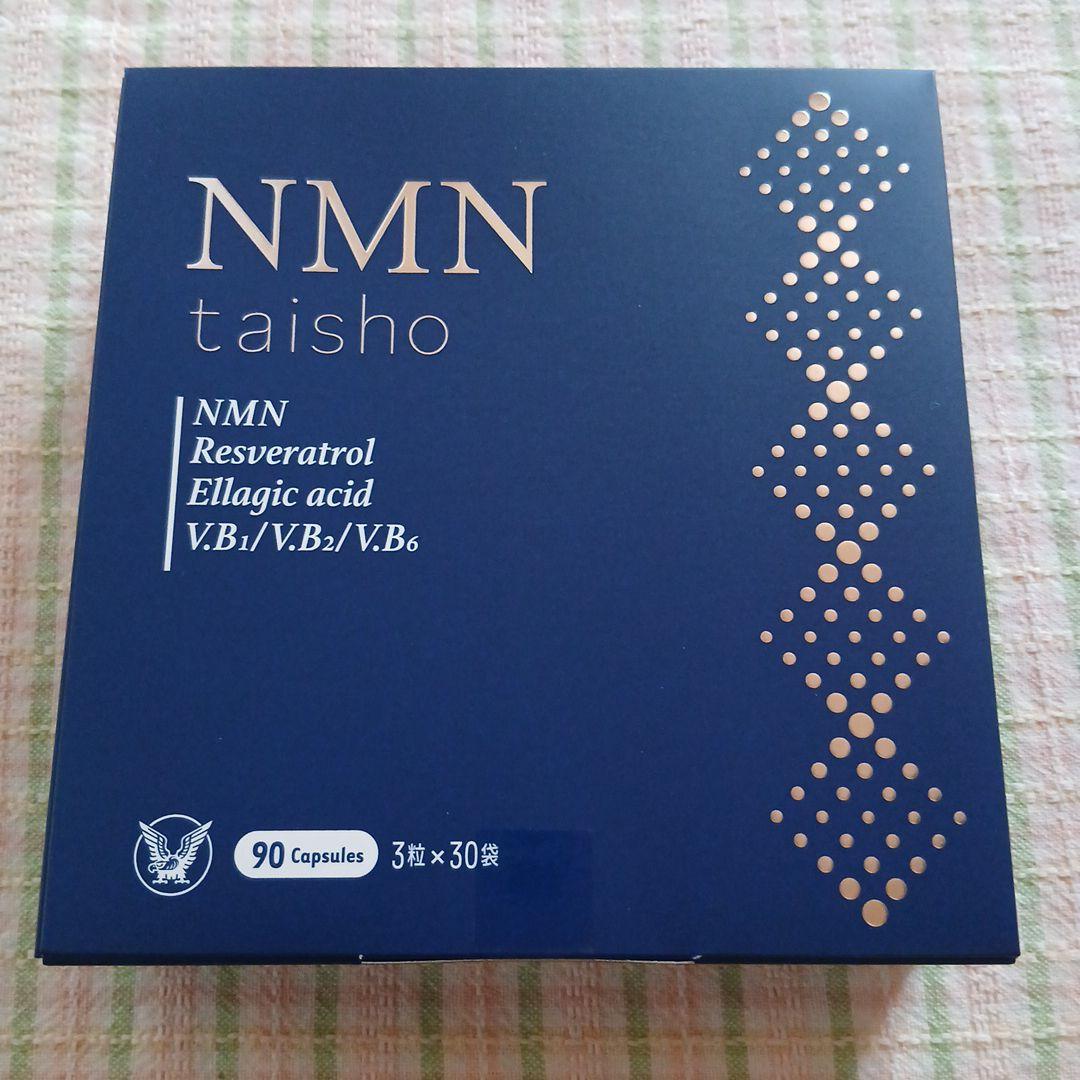 NMN
taisho
NMN
Resveratrol
Ellagic acid
V.B1/V.B2/V.B6
90 Capsules 3粒×30袋